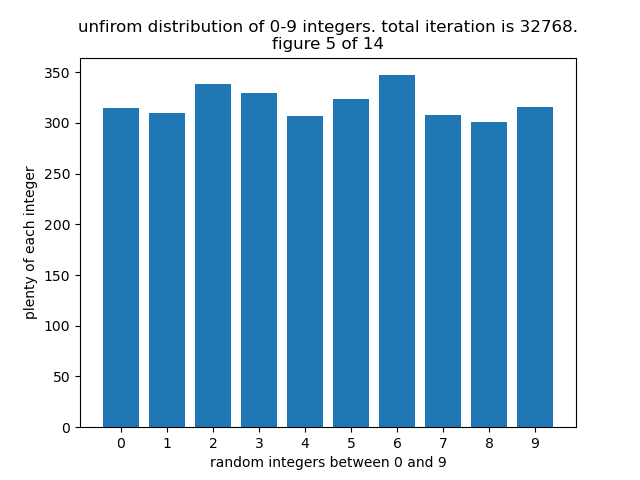 unfirom distribution of 0-9 integers. total iteration is 32768.
figure 5 of 14
350
300
250
200
150
100
50
0
plenty of each integer
0 1 2 3 4 5 6 7 8 9
random integers between 0 and 9